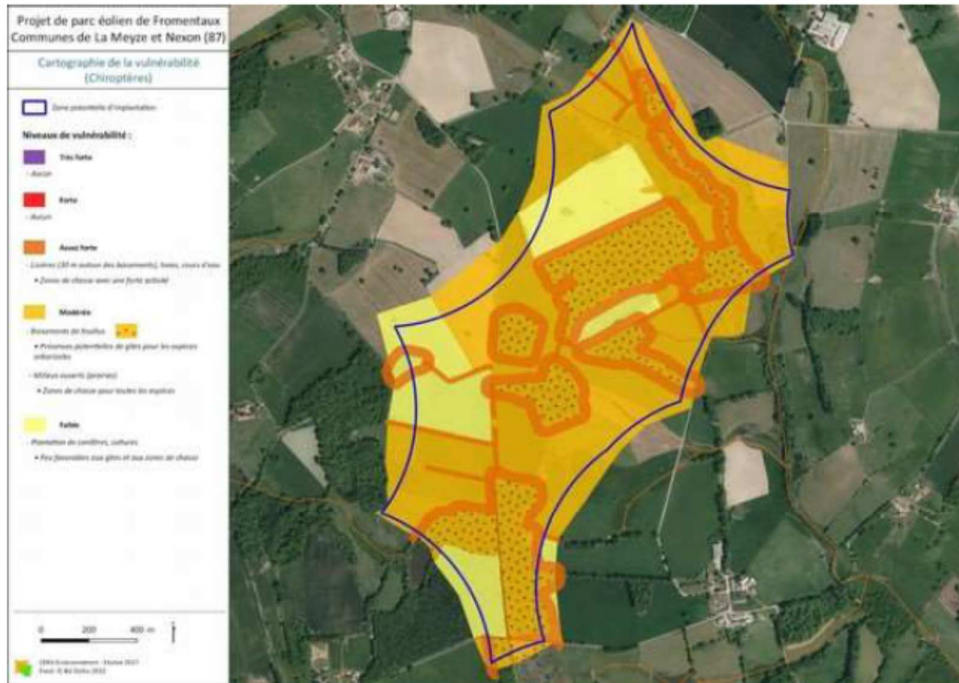 Projet de parc éolien de Fromentaux
Communes de La Meyze et Nexon (87)
Cartographie de la vulnérabilité
(Chiroptères)
Zone potentielle d'implantation
Niveaux de vulnérabilité :
Très forte
- Aucun
Forte
- Aucun
Assez forte
- Lisières (30 m autour des boisements), haies, cours d'eau
• Zones de chasse avec une forte activité
Modérée
- Boisements de feuillus
• Présences potentielles de gîtes pour les espèces
arboricoles
- Milieux ouverts (prairies)
• Zones de chasse pour toutes les espèces
Faible
- Plantation de conifères, cultures
• Peu favorables aux gîtes et aux zones de chasse
0 200 400 m
CERA Environnement -